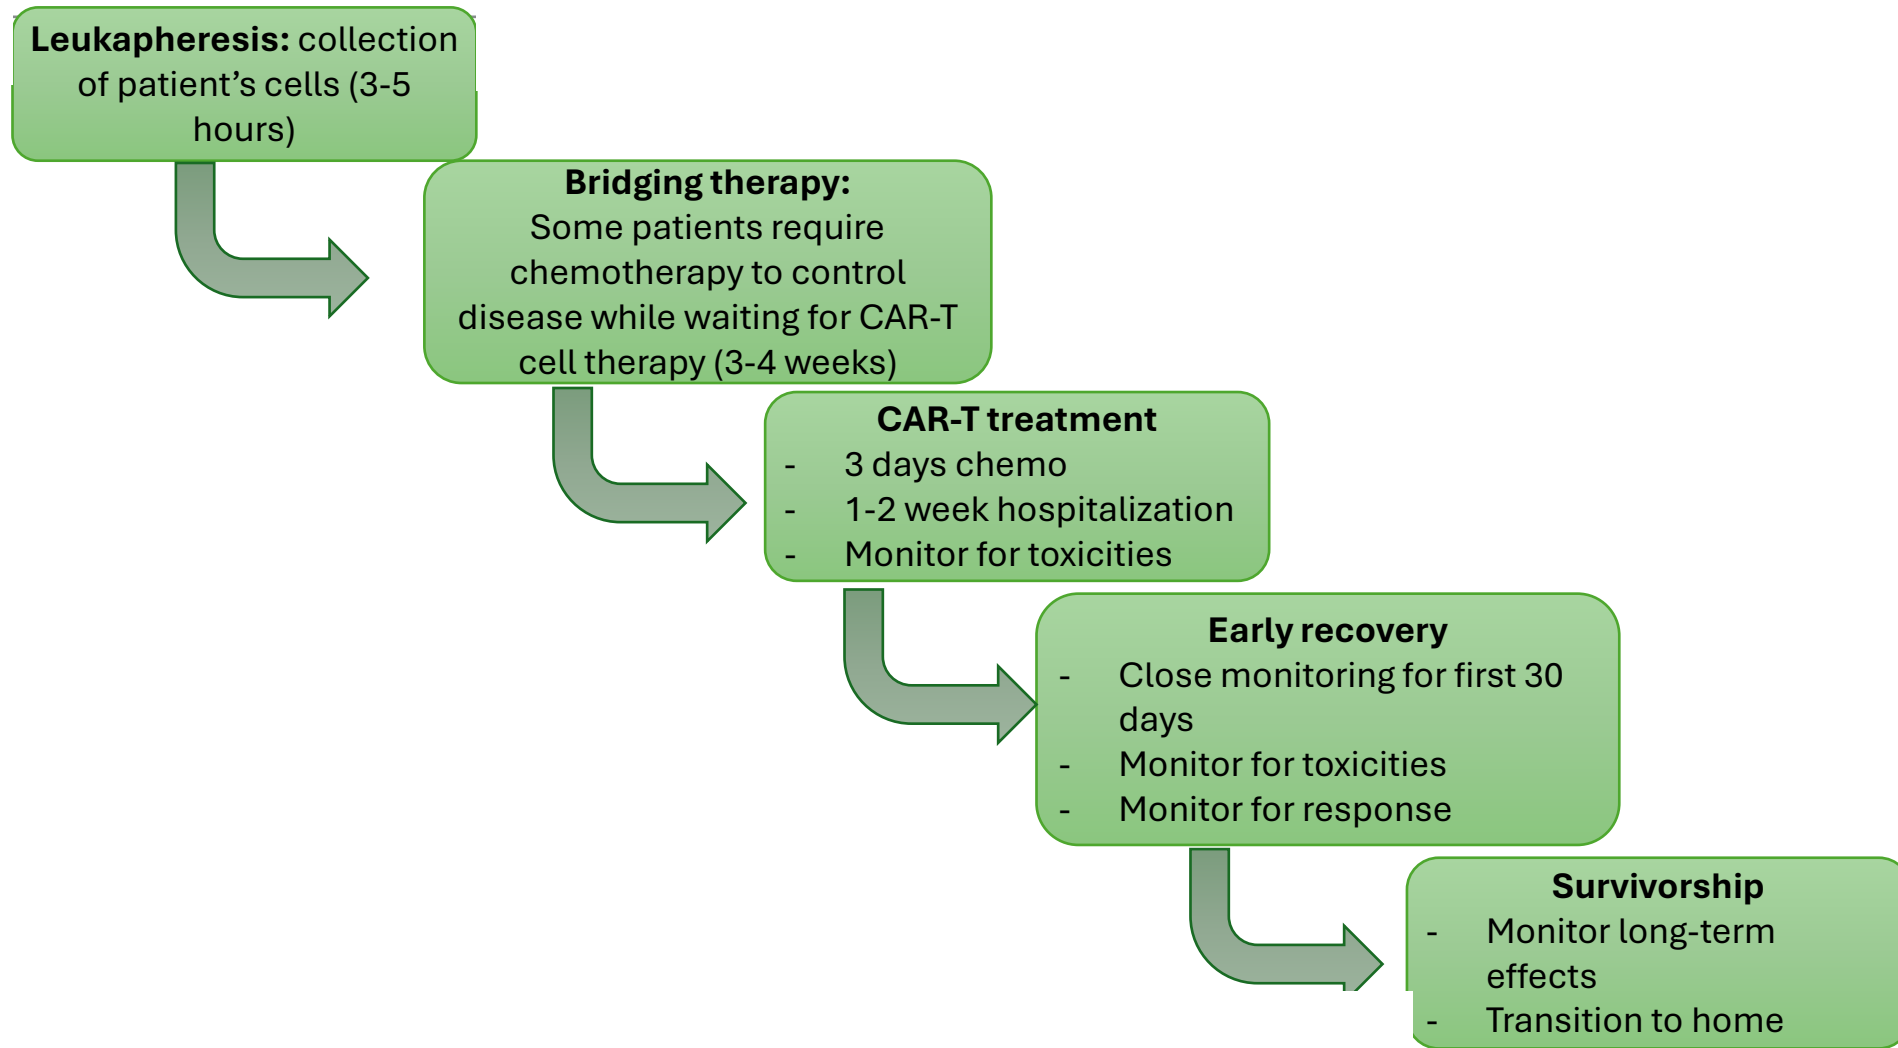 Leukapheresis: collection
of patient’s cells (3-5
hours)
Bridging therapy:
Some patients require
chemotherapy to control
disease while waiting for CAR-T
cell therapy (3-4 weeks)
CAR-T treatment
- 3 days chemo
- 1-2 week hospitalization
- Monitor for toxicities
Early recovery
- Close monitoring for first 30
days
- Monitor for toxicities
- Monitor for response
Survivorship
- Monitor long-term
effects
- Transition to home